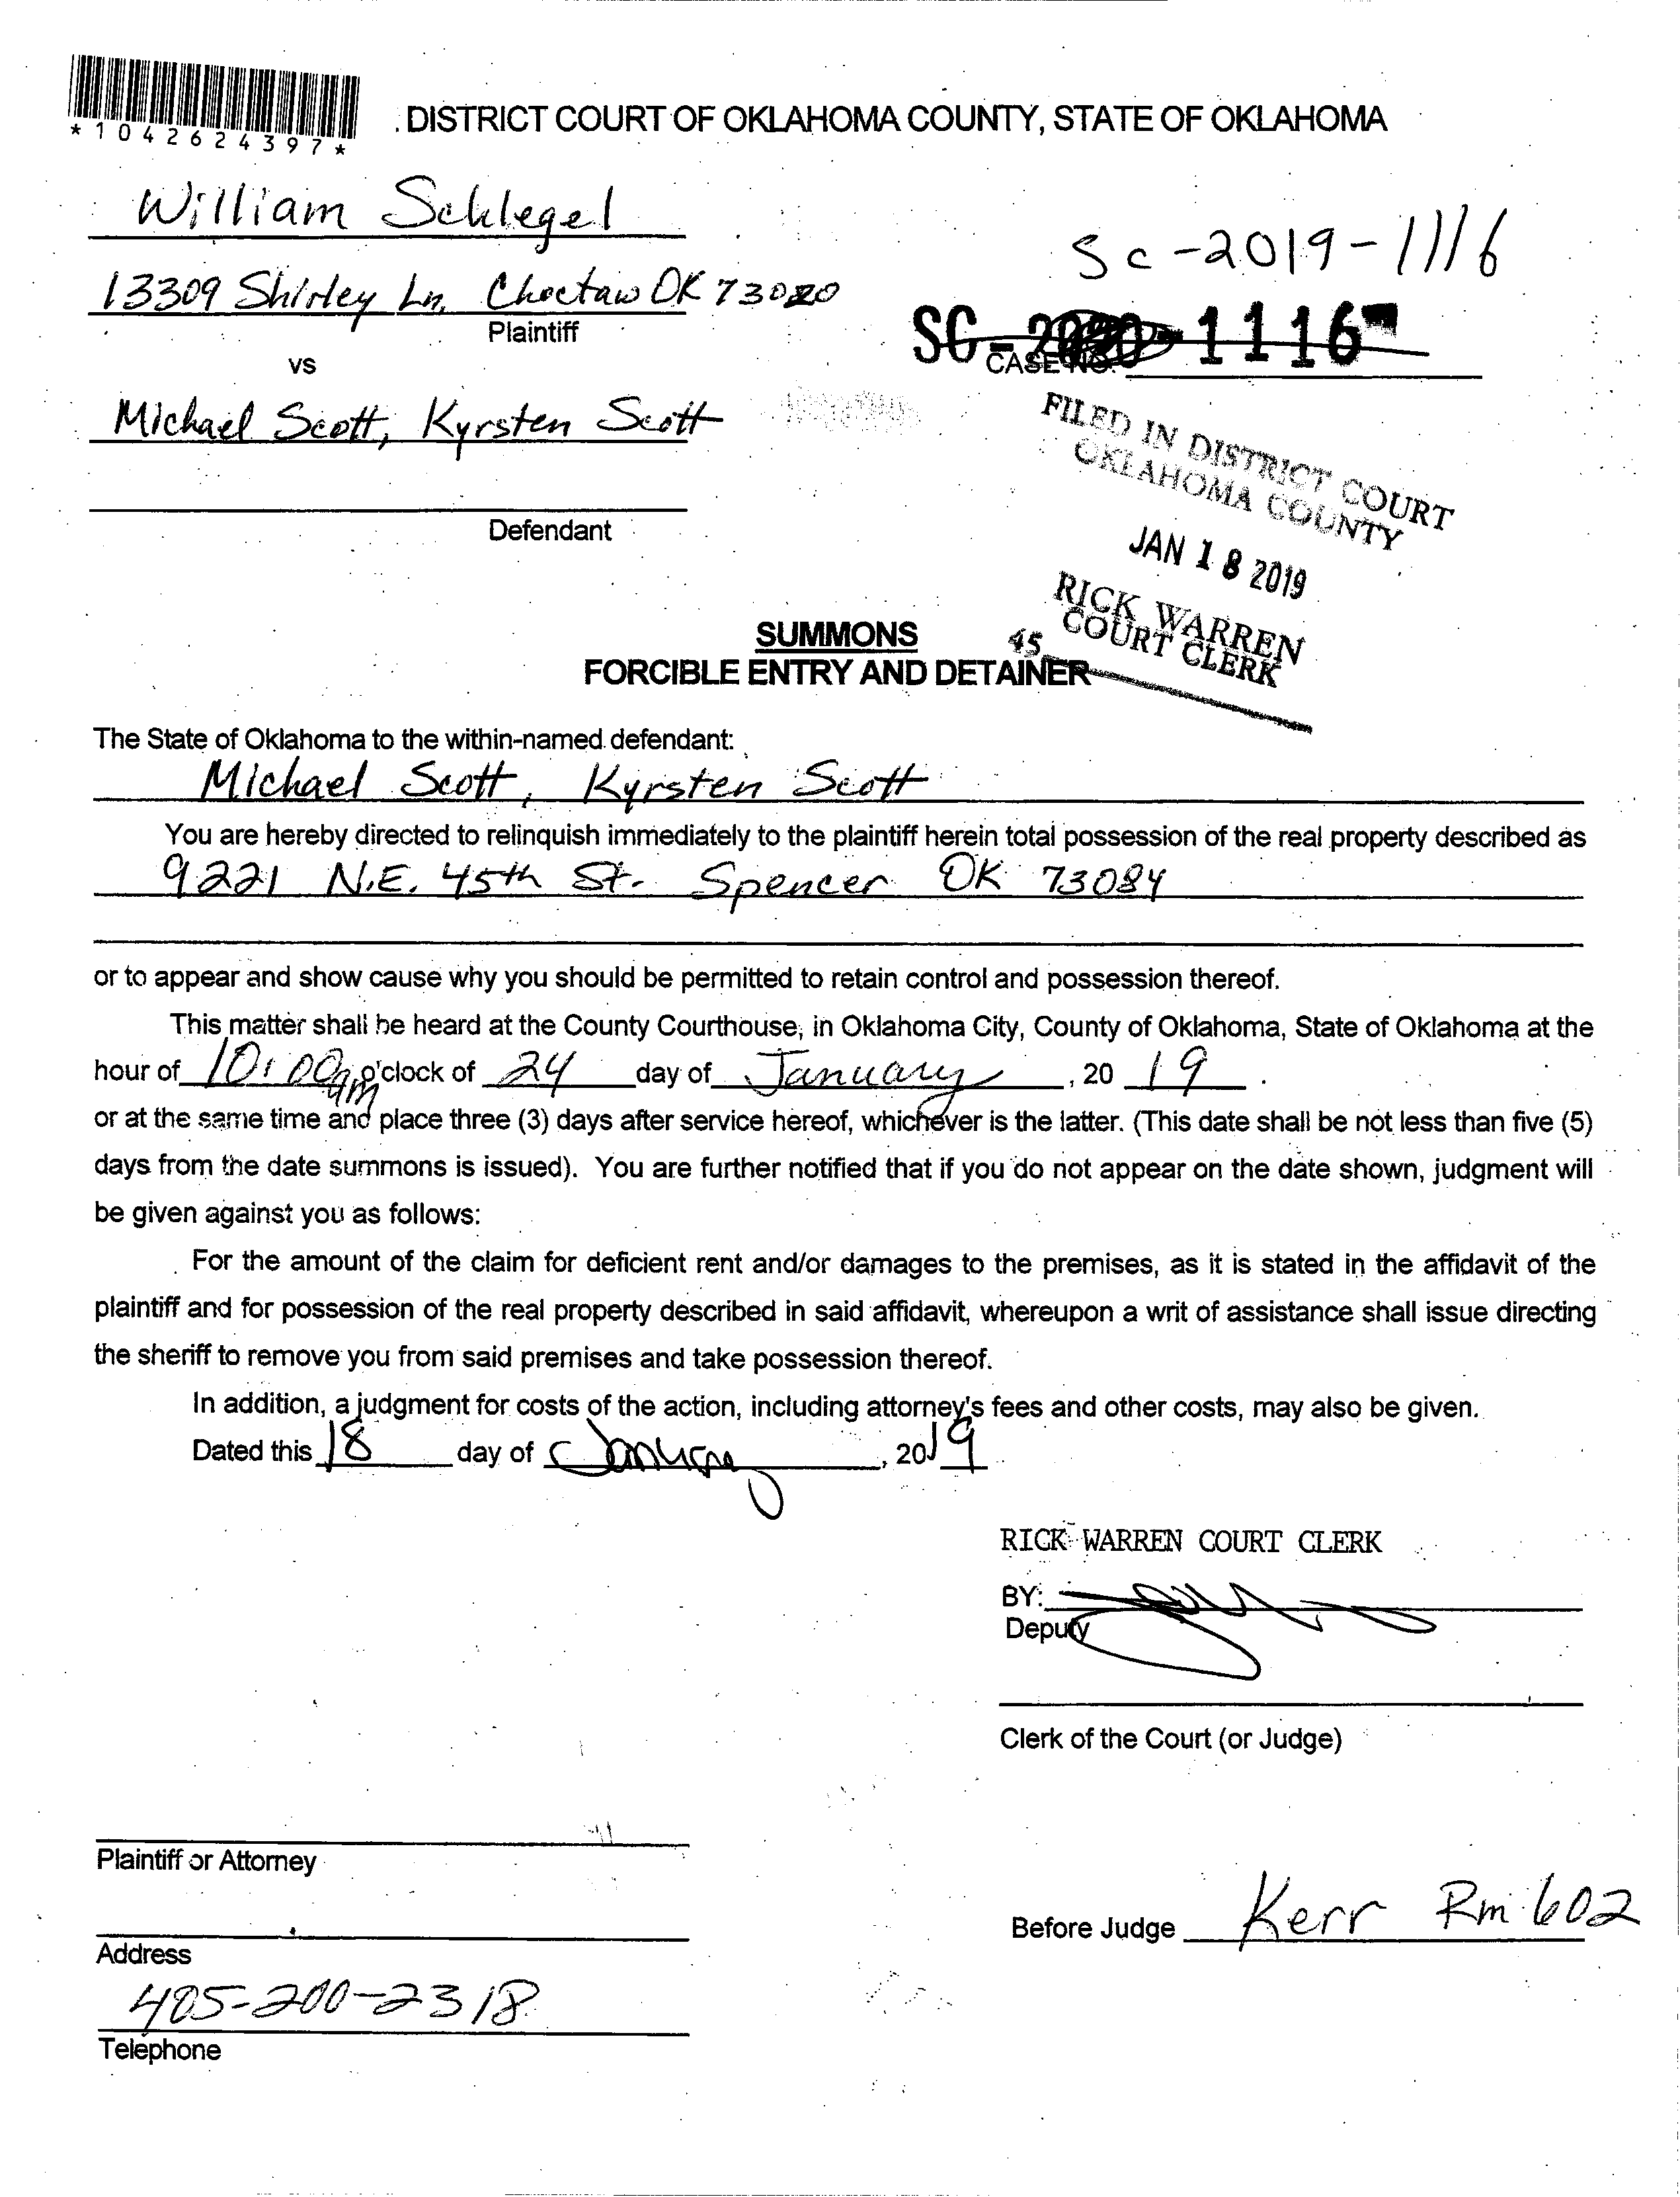 *1042624397*
DISTRICT COURT OF OKLAHOMA COUNTY, STATE OF OKLAHOMA
William Schlegel
13309 Shirley Ln, Choctaw OK 73020
Plaintiff
SC-2019-1116
SC- 1116
CASE NO.
vs
Michael Scott, Kyrsten Scott
Defendant
FILED IN DISTRICT COURT
OKLAHOMA COUNTY
JAN 18 2019
RICK WARREN
COURT CLERK
45
SUMMONS
FORCIBLE ENTRY AND DETAINER
The State of Oklahoma to the within-named defendant:
Michael Scott, Kyrsten Scott
You are hereby directed to relinquish immediately to the plaintiff herein total possession of the real property described as
9221 N.E. 45th St. Spencer OK 73084
or to appear and show cause why you should be permitted to retain control and possession thereof.
This matter shall be heard at the County Courthouse, in Oklahoma City, County of Oklahoma, State of Oklahoma at the
hour of 10:00 am o'clock of 24 day of January, 20 19.
or at the same time and place three (3) days after service hereof, whichever is the latter. (This date shall be not less than five (5)
days from the date summons is issued). You are further notified that if you do not appear on the date shown, judgment will
be given against you as follows:
For the amount of the claim for deficient rent and/or damages to the premises, as it is stated in the affidavit of the
plaintiff and for possession of the real property described in said affidavit, whereupon a writ of assistance shall issue directing
the sheriff to remove you from said premises and take possession thereof.
In addition, a judgment for costs of the action, including attorney's fees and other costs, may also be given.
Dated this 18 day of January, 2019
RICK WARREN COURT CLERK
BY:
Deputy
Clerk of the Court (or Judge)
Plaintiff or Attorney
Before Judge Kerr Rm 602
Address
405-200-2318
Telephone